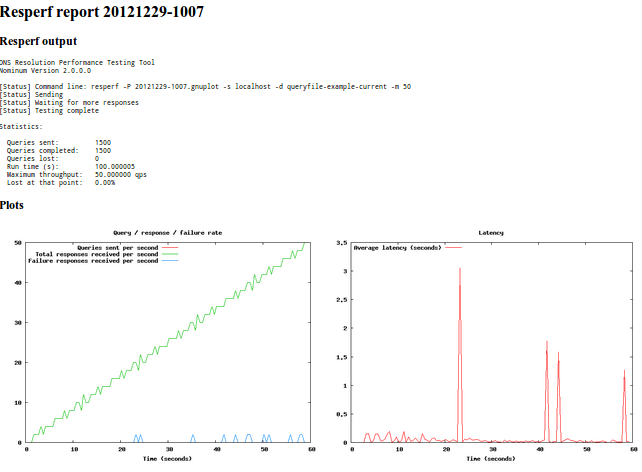 Resperf report 20121229-1007
Resperf output
DNS Resolution Performance Testing Tool
Nominum Version 2.0.0.0
[Status] Command line: resperf -P 20121229-1007.gnuplot -s localhost -d queryfile-example-current -m 50
[Status] Sending
[Status] Waiting for more responses
[Status] Testing complete
Statistics:
Queries sent: 1500
Queries completed: 1500
Queries lost: 0
Run time (s): 100.000005
Maximum throughput: 50.000000 qps
Lost at that point: 0.00%
Plots
Query / response / failure rate
Queries sent per second
Total responses received per second
Failure responses received per second
50
40
30
20
10
0
0 10 20 30 40 50 60
Time (seconds)
Latency
Average latency (seconds)
3.5
3
2.5
2
1.5
1
0.5
0
0 10 20 30 40 50 60
Time (seconds)